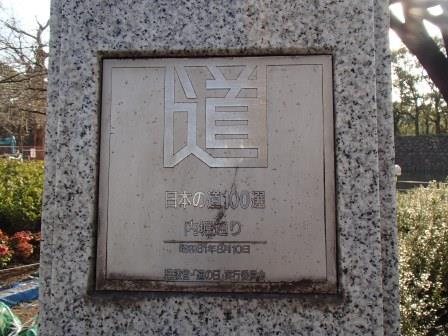 道
日本の道100選
内堀通り
昭和61年8月10日
建設省・「道の日」実行委員会